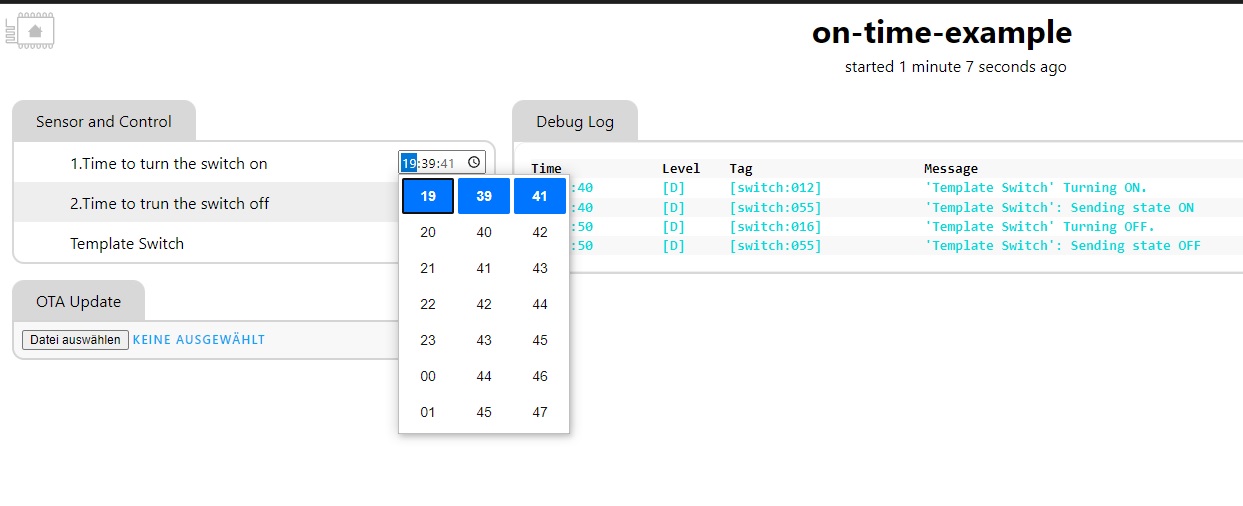 on-time-example
started 1 minute 7 seconds ago
Sensor and Control
1.Time to turn the switch on
19:39:41
2.Time to trun the switch off
Template Switch
19 39 41
20 40 42
21 41 43
22 42 44
23 43 45
00 44 46
01 45 47
OTA Update
Datei auswählen KEINE AUSGEWÄHLT
Debug Log
Time Level Tag Message
:40 [D] [switch:012] 'Template Switch' Turning ON.
:40 [D] [switch:055] 'Template Switch': Sending state ON
:50 [D] [switch:016] 'Template Switch' Turning OFF.
:50 [D] [switch:055] 'Template Switch': Sending state OFF